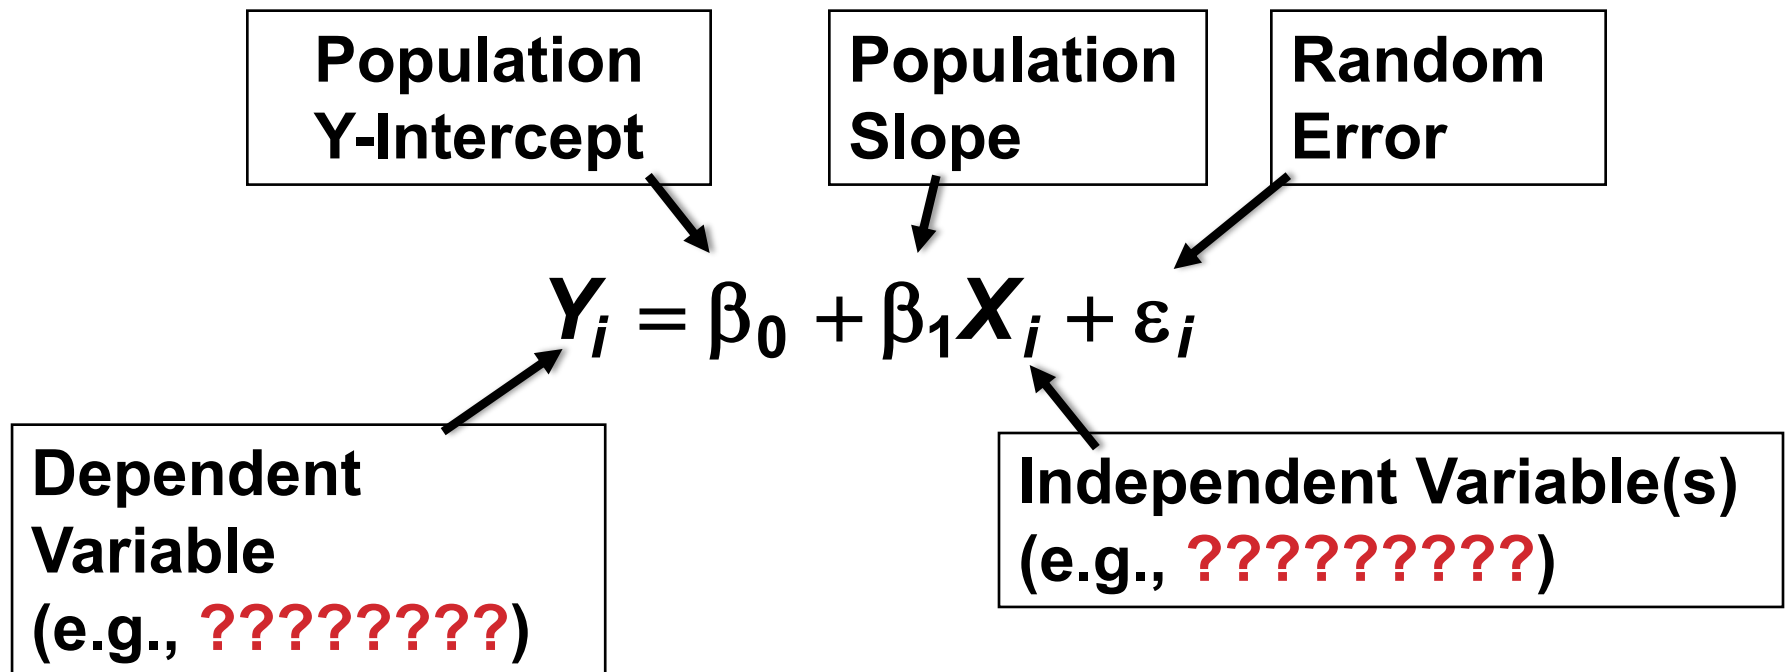 Population
Y-Intercept
Population
Slope
Random
Error
Yᵢ = β₀ + β₁Xᵢ + εᵢ
Dependent
Variable
(e.g., ????????)
Independent Variable(s)
(e.g., ?????????)